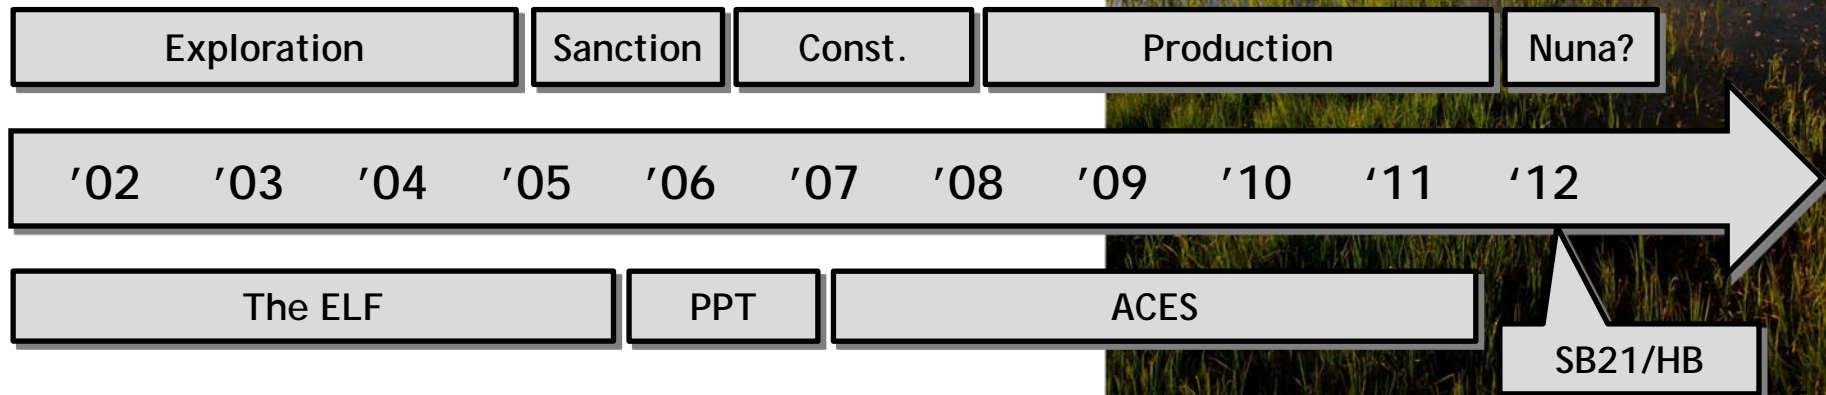 Exploration Sanction Const. Production Nuna?
’02 ’03 ’04 ’05 ’06 ’07 ’08 ’09 ’10 ‘11 ‘12
The ELF PPT ACES
SB21/HB